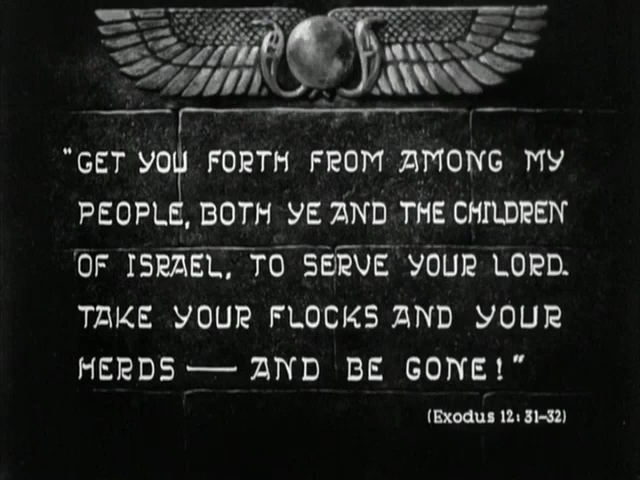 "GET YOU FORTH FROM AMONG MY
PEOPLE, BOTH YE AND THE CHILDREN
OF ISRAEL, TO SERVE YOUR LORD.
TAKE YOUR FLOCKS AND YOUR
HERDS — AND BE GONE!"
(Exodus 12:31-32)